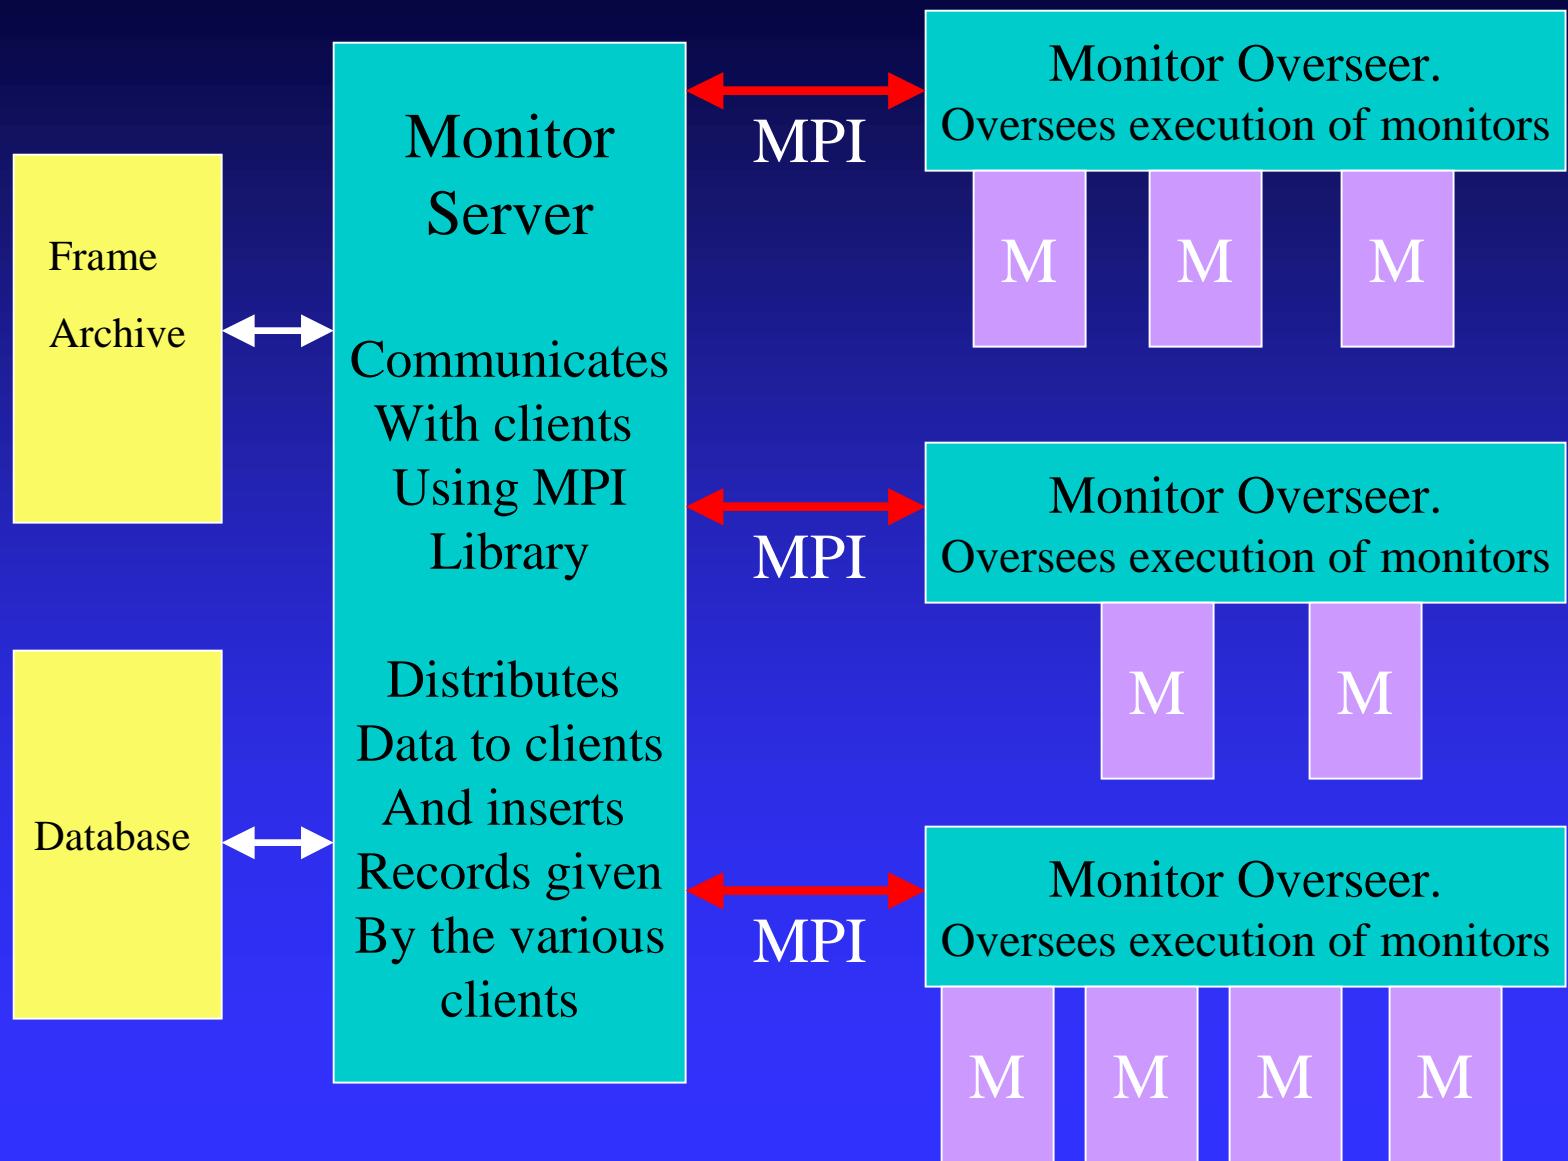 Frame
Archive
Database
Monitor
Server
Communicates
With clients
Using MPI
Library
Distributes
Data to clients
And inserts
Records given
By the various
clients
MPI
MPI
MPI
Monitor Overseer.
Oversees execution of monitors
M M M
Monitor Overseer.
Oversees execution of monitors
M M
Monitor Overseer.
Oversees execution of monitors
M M M M